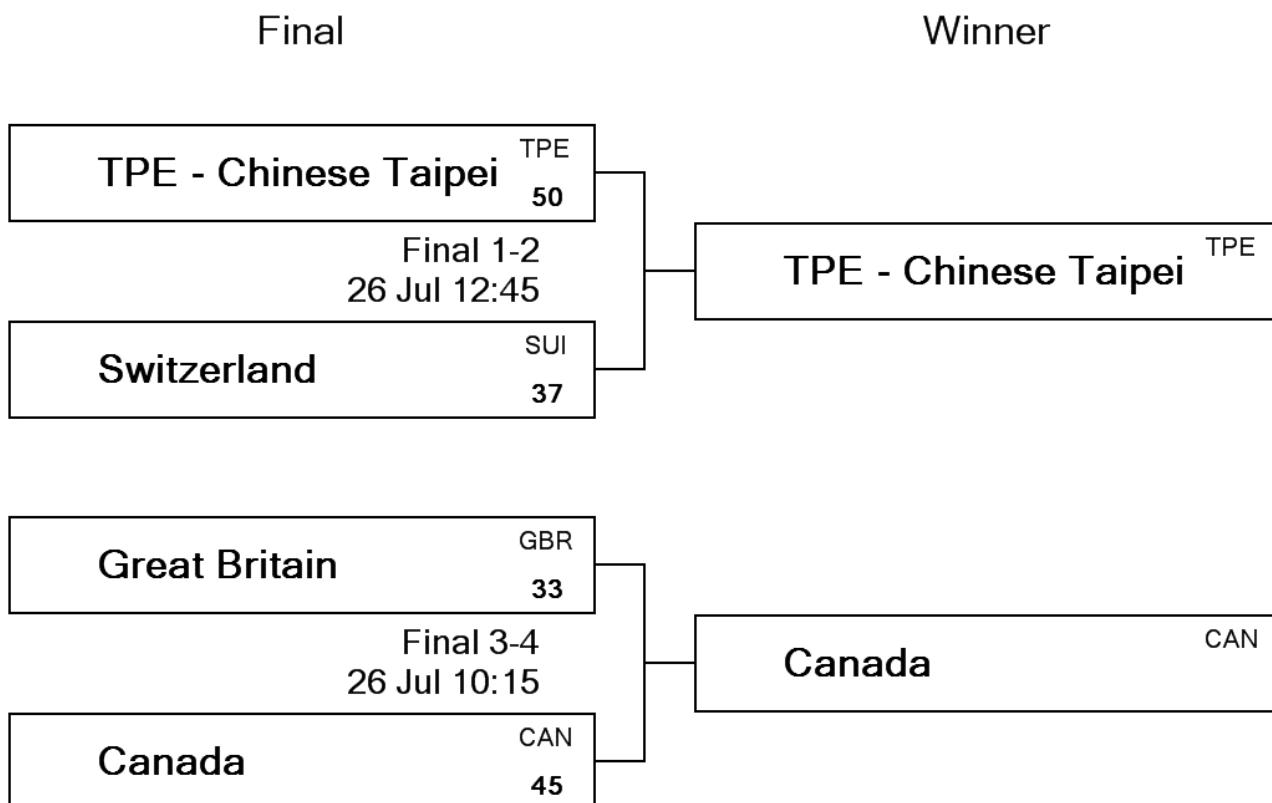 Final
Winner
TPE - Chinese Taipei TPE
50
Final 1-2
26 Jul 12:45
Switzerland SUI
37
TPE - Chinese Taipei TPE
Great Britain GBR
33
Final 3-4
26 Jul 10:15
Canada CAN
45
Canada CAN